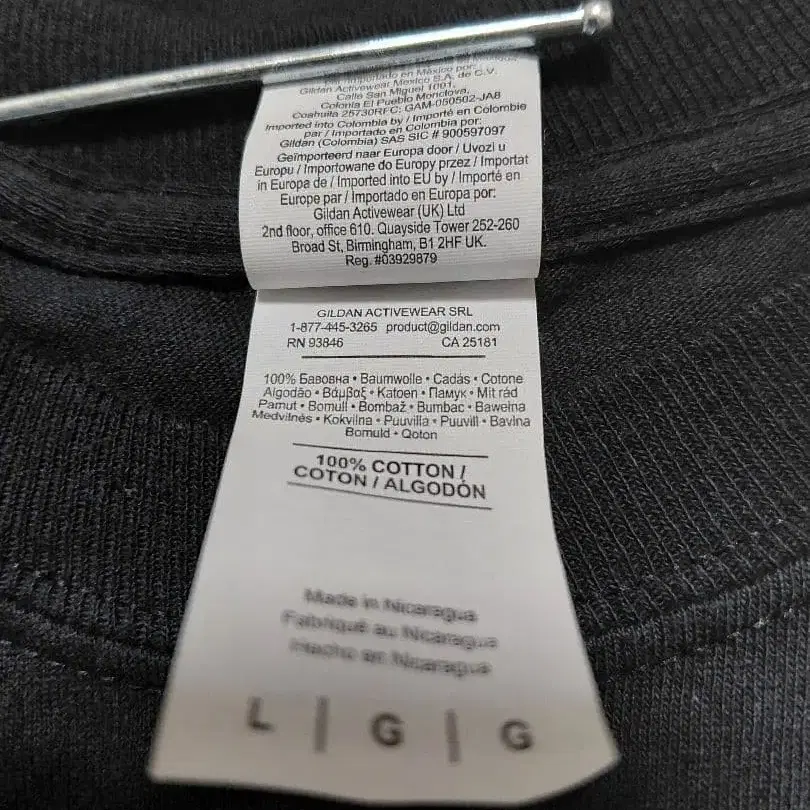 por/Importado en México por:
Gildan Activewear Mexico S.A. de C.V.
Calle San Miguel 1001,
Colonia El Pueblo Monclova,
Coahuila 25730RFC: GAM-050502-JA8
Imported into Colombia by / Importé en Colombie
par / Importado en Colombia por:
Gildan (Colombia) SAS SIC # 900597097
Geïmporteerd naar Europa door / Uvozi u
Europu / Importowane do Europy przez / Importat
in Europa de / Imported into EU by / Importé en
Europe par / Importado en Europa por:
Gildan Activewear (UK) Ltd
2nd floor, office 610. Quayside Tower 252-260
Broad St, Birmingham, B1 2HF UK.
Reg. #03929879
GILDAN ACTIVEWEAR SRL
1-877-445-3265 product@gildan.com
RN 93846 CA 25181
100% Бавовна • Baumwolle • Cadás • Cotone
Algodão • Βάμβαξ • Katoen • Памук • Mit rád
Pamut • Bomull • Bombaž • Bumbac • Bawełna
Medvilnės • Kokvilna • Puuvilla • Puuvill • Bavlna
Bomuld • Qoton
100% COTTON /
COTON / ALGODÓN
Made in Nicaragua
Fabriqué au Nicaragua
Hecho en Nicaragua
L | G | G